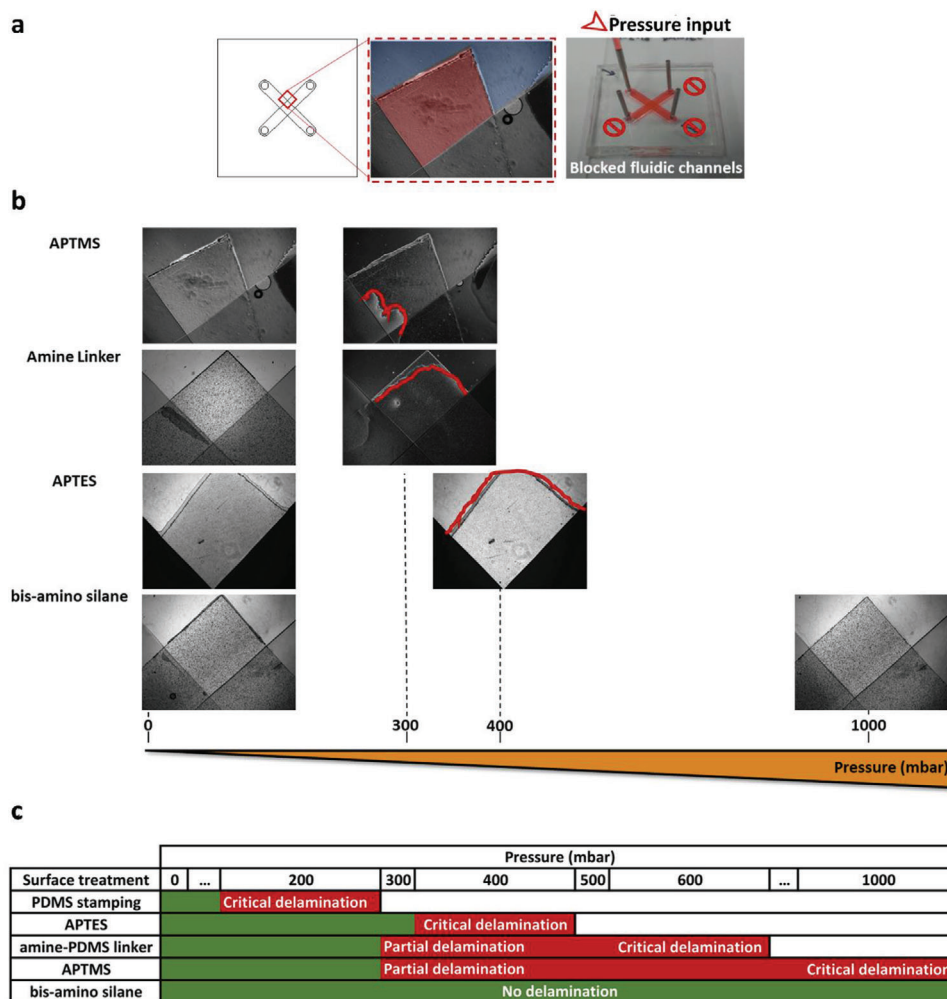 a
Pressure input
Blocked fluidic channels
b
APTMS
Amine Linker
APTES
bis-amino silane
0
300
400
1000
Pressure (mbar)
c
Pressure (mbar)
Surface treatment 0 ... 200 300 400 500 600 ... 1000
PDMS stamping Critical delamination
APTES Critical delamination
amine-PDMS linker Partial delamination Critical delamination
APTMS Partial delamination Critical delamination
bis-amino silane No delamination